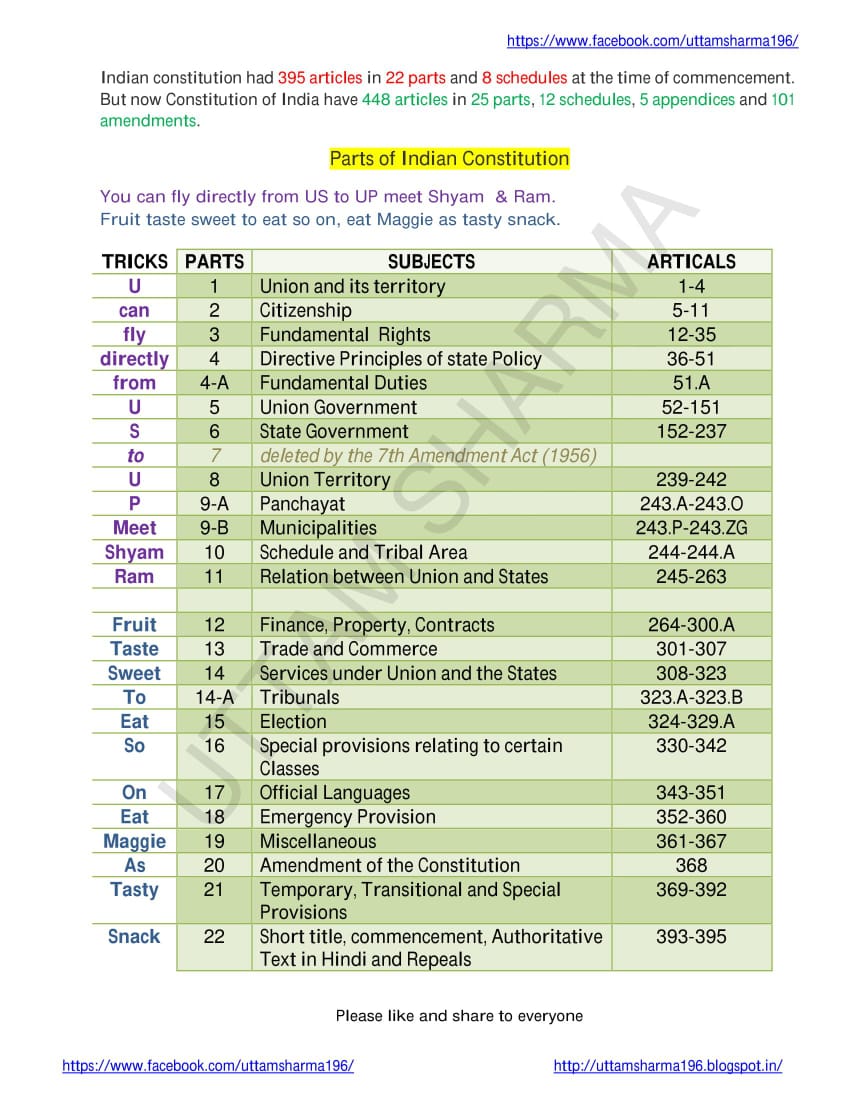 https://www.facebook.com/uttamsharma196/
Indian constitution had 395 articles in 22 parts and 8 schedules at the time of commencement.
But now Constitution of India have 448 articles in 25 parts, 12 schedules, 5 appendices and 101
amendments.
Parts of Indian Constitution
You can fly directly from US to UP meet Shyam & Ram.
Fruit taste sweet to eat so on, eat Maggie as tasty snack.
TRICKS PARTS SUBJECTS ARTICALS
U 1 Union and its territory 1-4
can 2 Citizenship 5-11
fly 3 Fundamental Rights 12-35
directly 4 Directive Principles of state Policy 36-51
from 4-A Fundamental Duties 51.A
U 5 Union Government 52-151
S 6 State Government 152-237
to 7 deleted by the 7th Amendment Act (1956)
U 8 Union Territory 239-242
P 9-A Panchayat 243.A-243.O
Meet 9-B Municipalities 243.P-243.ZG
Shyam 10 Schedule and Tribal Area 244-244.A
Ram 11 Relation between Union and States 245-263
Fruit 12 Finance, Property, Contracts 264-300.A
Taste 13 Trade and Commerce 301-307
Sweet 14 Services under Union and the States 308-323
To 14-A Tribunals 323.A-323.B
Eat 15 Election 324-329.A
So 16 Special provisions relating to certain 330-342
Classes
On 17 Official Languages 343-351
Eat 18 Emergency Provision 352-360
Maggie 19 Miscellaneous 361-367
As 20 Amendment of the Constitution 368
Tasty 21 Temporary, Transitional and Special 369-392
Provisions
Snack 22 Short title, commencement, Authoritative 393-395
Text in Hindi and Repeals
UTTAM SHARMA
Please like and share to everyone
https://www.facebook.com/uttamsharma196/ http://uttamsharma196.blogspot.in/